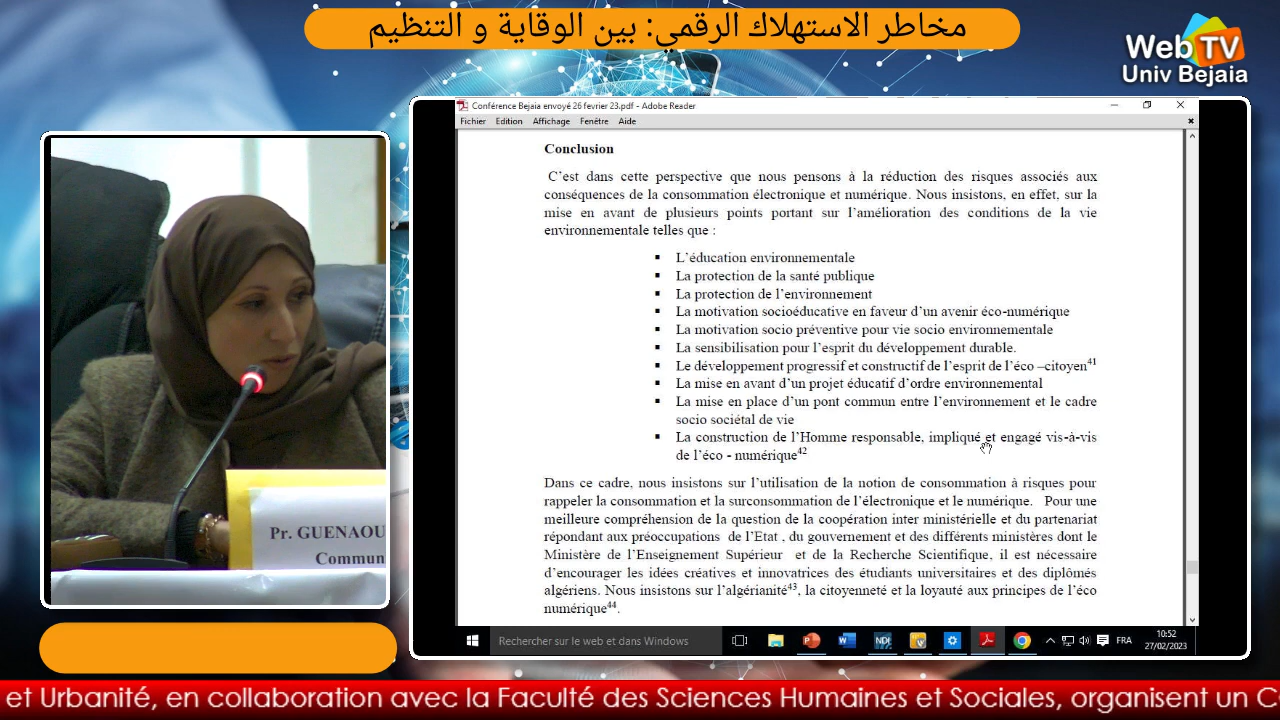 مخاطر الاستهلاك الرقمي: بين الوقاية و التنظيم
Web TV
Univ Bejaia
Conférence Bejaia envoyé 26 fevrier 23.pdf - Adobe Reader
Fichier Edition Affichage Fenêtre Aide
Conclusion
C’est dans cette perspective que nous pensons à la réduction des risques associés aux
conséquences de la consommation électronique et numérique. Nous insistons, en effet, sur la
mise en avant de plusieurs points portant sur l’amélioration des conditions de la vie
environnementale telles que :
▪ L’éducation environnementale
▪ La protection de la santé publique
▪ La protection de l’environnement
▪ La motivation socioéducative en faveur d’un avenir éco-numérique
▪ La motivation socio préventive pour vie socio environnementale
▪ La sensibilisation pour l’esprit du développement durable.
▪ Le développement progressif et constructif de l’esprit de l’éco –citoyen41
▪ La mise en avant d’un projet éducatif d’ordre environnemental
▪ La mise en place d’un pont commun entre l’environnement et le cadre
socio sociétal de vie
▪ La construction de l’Homme responsable, impliqué et engagé vis-à-vis
de l’éco - numérique42
Dans ce cadre, nous insistons sur l’utilisation de la notion de consommation à risques pour
rappeler la consommation et la surconsommation de l’électronique et le numérique. Pour une
meilleure compréhension de la question de la coopération inter ministérielle et du partenariat
répondant aux préoccupations de l’Etat , du gouvernement et des différents ministères dont le
Ministère de l’Enseignement Supérieur et de la Recherche Scientifique, il est nécessaire
d’encourager les idées créatives et innovatrices des étudiants universitaires et des diplômés
algériens. Nous insistons sur l’algérianité43, la citoyenneté et la loyauté aux principes de l’éco
numérique44.
Rechercher sur le web et dans Windows
NDI
FRA
10:52
27/02/2023
Pr. GUENAOU
Commun
et Urbanité, en collaboration avec la Faculté des Sciences Humaines et Sociales, organisent un C